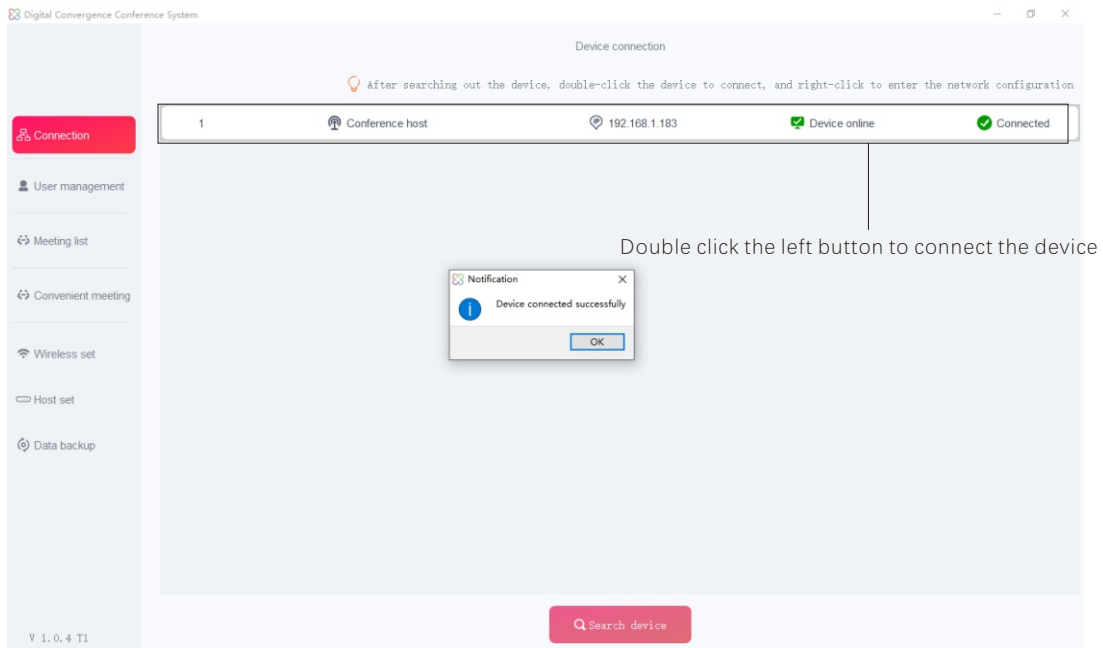 Digital Convergence Conference System
Device connection
After searching out the device, double-click the device to connect, and right-click to enter the network configuration
1 Conference host 192.168.1.183 Device online Connected
Connection
User management
Meeting list
Convenient meeting
Wireless set
Host set
Data backup
Double click the left button to connect the device
Notification
Device connected successfully
OK
Search device
V 1.0.4 T1